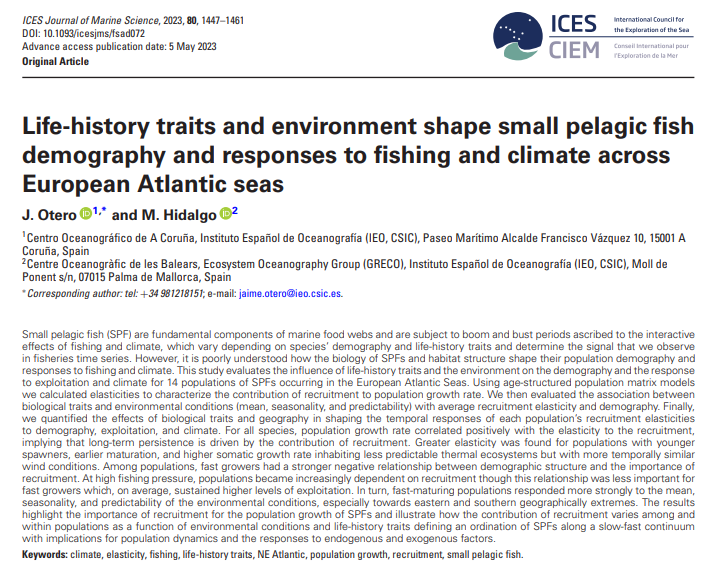 ICES Journal of Marine Science, 2023, 80, 1447–1461
DOI: 10.1093/icesjms/fsad072
Advance access publication date: 5 May 2023
Original Article
ICES
CIEM
International Council for
the Exploration of the Sea
Conseil International pour
l'Exploration de la Mer
Life-history traits and environment shape small pelagic fish
demography and responses to fishing and climate across
European Atlantic seas
J. Otero iD 1,* and M. Hidalgo iD 2
1Centro Oceanográfico de A Coruña, Instituto Español de Oceanografía (IEO, CSIC), Paseo Marítimo Alcalde Francisco Vázquez 10, 15001 A
Coruña, Spain
2Centre Oceanogràfic de les Balears, Ecosystem Oceanography Group (GRECO), Instituto Español de Oceanografía (IEO, CSIC), Moll de
Ponent s/n, 07015 Palma de Mallorca, Spain
*Corresponding author: tel: +34 981218151; e-mail: jaime.otero@ieo.csic.es.
Small pelagic fish (SPF) are fundamental components of marine food webs and are subject to boom and bust periods ascribed to the interactive
effects of fishing and climate, which vary depending on species' demography and life-history traits and determine the signal that we observe
in fisheries time series. However, it is poorly understood how the biology of SPFs and habitat structure shape their population demography and
responses to fishing and climate. This study evaluates the influence of life-history traits and the environment on the demography and the response
to exploitation and climate for 14 populations of SPFs occurring in the European Atlantic Seas. Using age-structured population matrix models
we calculated elasticities to characterize the contribution of recruitment to population growth rate. We then evaluated the association between
biological traits and environmental conditions (mean, seasonality, and predictability) with average recruitment elasticity and demography. Finally,
we quantified the effects of biological traits and geography in shaping the temporal responses of each population's recruitment elasticities
to demography, exploitation, and climate. For all species, population growth rate correlated positively with the elasticity to the recruitment,
implying that long-term persistence is driven by the contribution of recruitment. Greater elasticity was found for populations with younger
spawners, earlier maturation, and higher somatic growth rate inhabiting less predictable thermal ecosystems but with more temporally similar
wind conditions. Among populations, fast growers had a stronger negative relationship between demographic structure and the importance of
recruitment. At high fishing pressure, populations became increasingly dependent on recruitment though this relationship was less important for
fast growers which, on average, sustained higher levels of exploitation. In turn, fast-maturing populations responded more strongly to the mean,
seasonality, and predictability of the environmental conditions, especially towards eastern and southern geographically extremes. The results
highlight the importance of recruitment for the population growth of SPFs and illustrate how the contribution of recruitment varies among and
within populations as a function of environmental conditions and life-history traits defining an ordination of SPFs along a slow-fast continuum
with implications for population dynamics and the responses to endogenous and exogenous factors.
Keywords: climate, elasticity, fishing, life-history traits, NE Atlantic, population growth, recruitment, small pelagic fish.